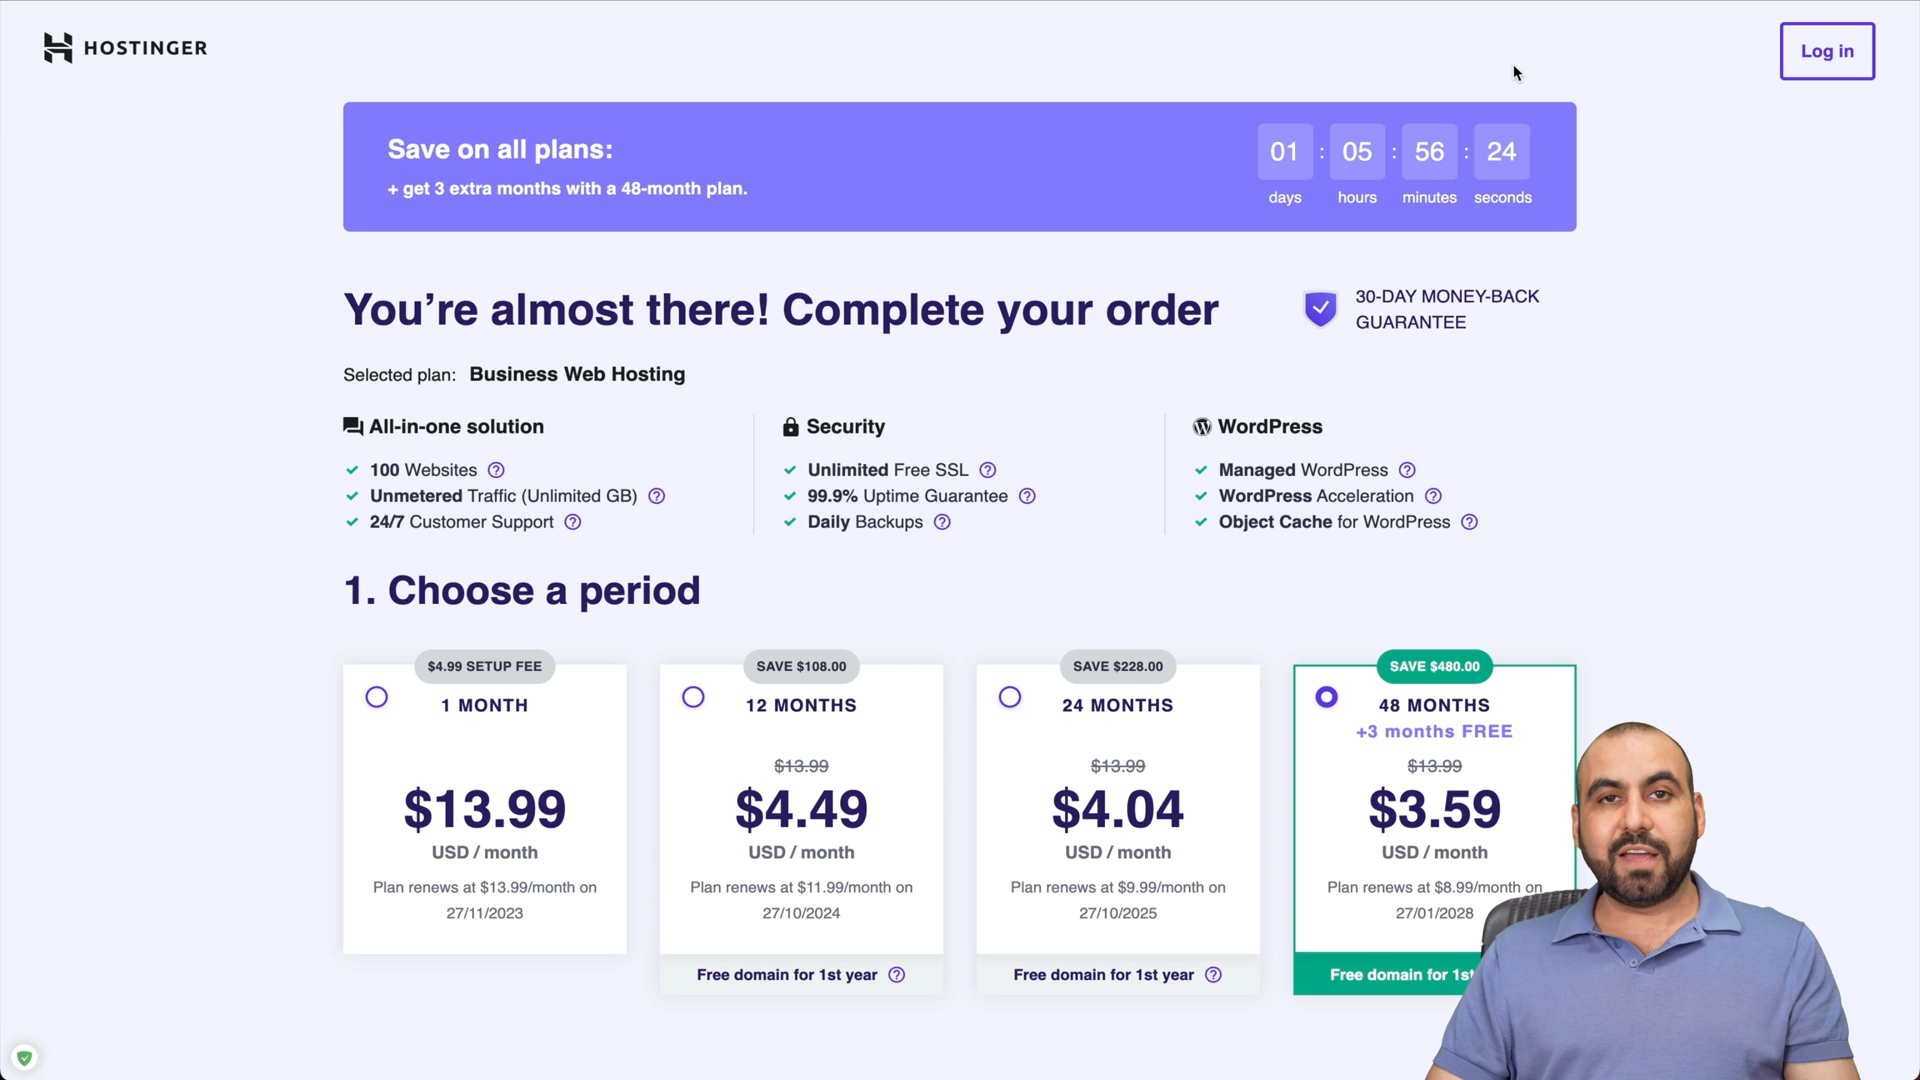 HOSTINGER
Log in
Save on all plans:
+ get 3 extra months with a 48-month plan.
01 : 05 : 56 : 24
days hours minutes seconds
You're almost there! Complete your order
30-DAY MONEY-BACK
GUARANTEE
Selected plan: Business Web Hosting
All-in-one solution
100 Websites
Unmetered Traffic (Unlimited GB)
24/7 Customer Support
Security
Unlimited Free SSL
99.9% Uptime Guarantee
Daily Backups
WordPress
Managed WordPress
WordPress Acceleration
Object Cache for WordPress
1. Choose a period
$4.99 SETUP FEE
1 MONTH
$13.99
USD / month
Plan renews at $13.99/month on
27/11/2023
SAVE $108.00
12 MONTHS
$13.99
$4.49
USD / month
Plan renews at $11.99/month on
27/10/2024
Free domain for 1st year
SAVE $228.00
24 MONTHS
$13.99
$4.04
USD / month
Plan renews at $9.99/month on
27/10/2025
Free domain for 1st year
SAVE $480.00
48 MONTHS
+3 months FREE
$13.99
$3.59
USD / month
Plan renews at $8.99/month on
27/01/2028
Free domain for 1st